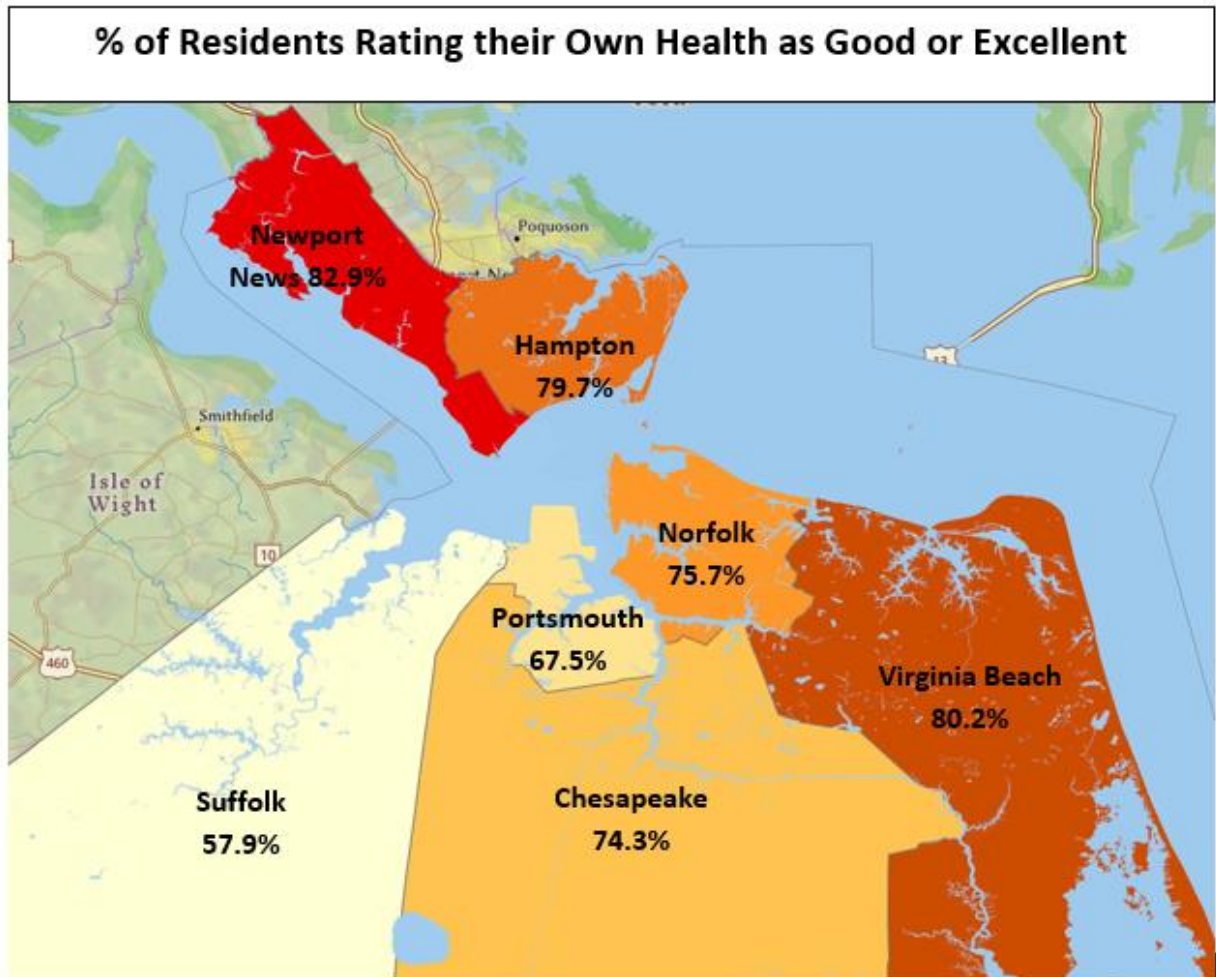 % of Residents Rating their Own Health as Good or Excellent
Poquoson
Newport
News 82.9%
Hampton
79.7%
13
Smithfield
Isle of
Wight
10
Norfolk
75.7%
Portsmouth
67.5%
460
Virginia Beach
80.2%
Suffolk
57.9%
Chesapeake
74.3%